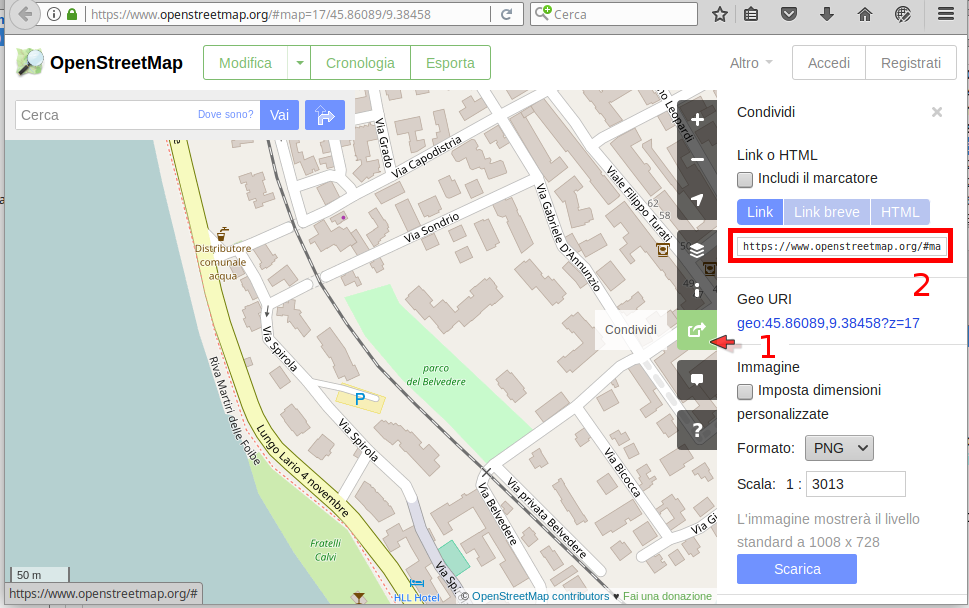 https://www.openstreetmap.org/#map=17/45.86089/9.38458
Cerca
OpenStreetMap
Modifica
Cronologia
Esporta
Altro
Accedi
Registrati
Cerca
Dove sono?
Vai
Via Grado
Via Capodistria
Via Sondrio
Via Gabriele D'Annunzio
Viale Filippo Turati
62
58
Distributore
comunale
acqua
Via Spirola
Riva Martiri delle Foibe
Lungo Lario 4 novembre
P
Via Spirola
parco
del Belvedere
Via Bicocca
Via privata Belvedere
Via Belvedere
Fratelli
Calvi
HLL Hotel
50 m
https://www.openstreetmap.org/#
© OpenStreetMap contributors ♥ Fai una donazione
Condividi
?
1
Condividi
×
Link o HTML
Includi il marcatore
Link
Link breve
HTML
https://www.openstreetmap.org/#ma
2
Geo URI
geo:45.86089,9.38458?z=17
Immagine
Imposta dimensioni
personalizzate
Formato: PNG
Scala: 1 : 3013
L'immagine mostrerà il livello
standard a 1008 x 728
Scarica